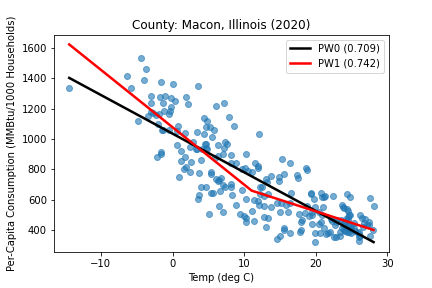 County: Macon, Illinois (2020)
PW0 (0.709)
PW1 (0.742)
Per-Capita Consumption (MMBtu/1000 Households)
1600
1400
1200
1000
800
600
400
−10
0
10
20
30
Temp (deg C)